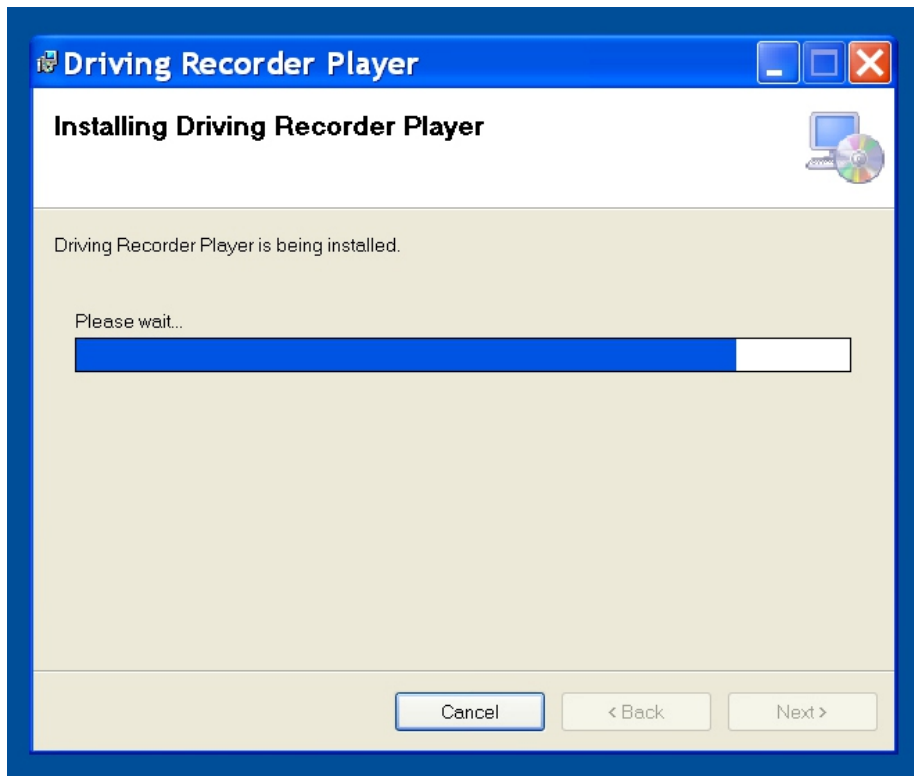 Driving Recorder Player
Installing Driving Recorder Player
Driving Recorder Player is being installed.
Please wait...
Cancel
< Back
Next >